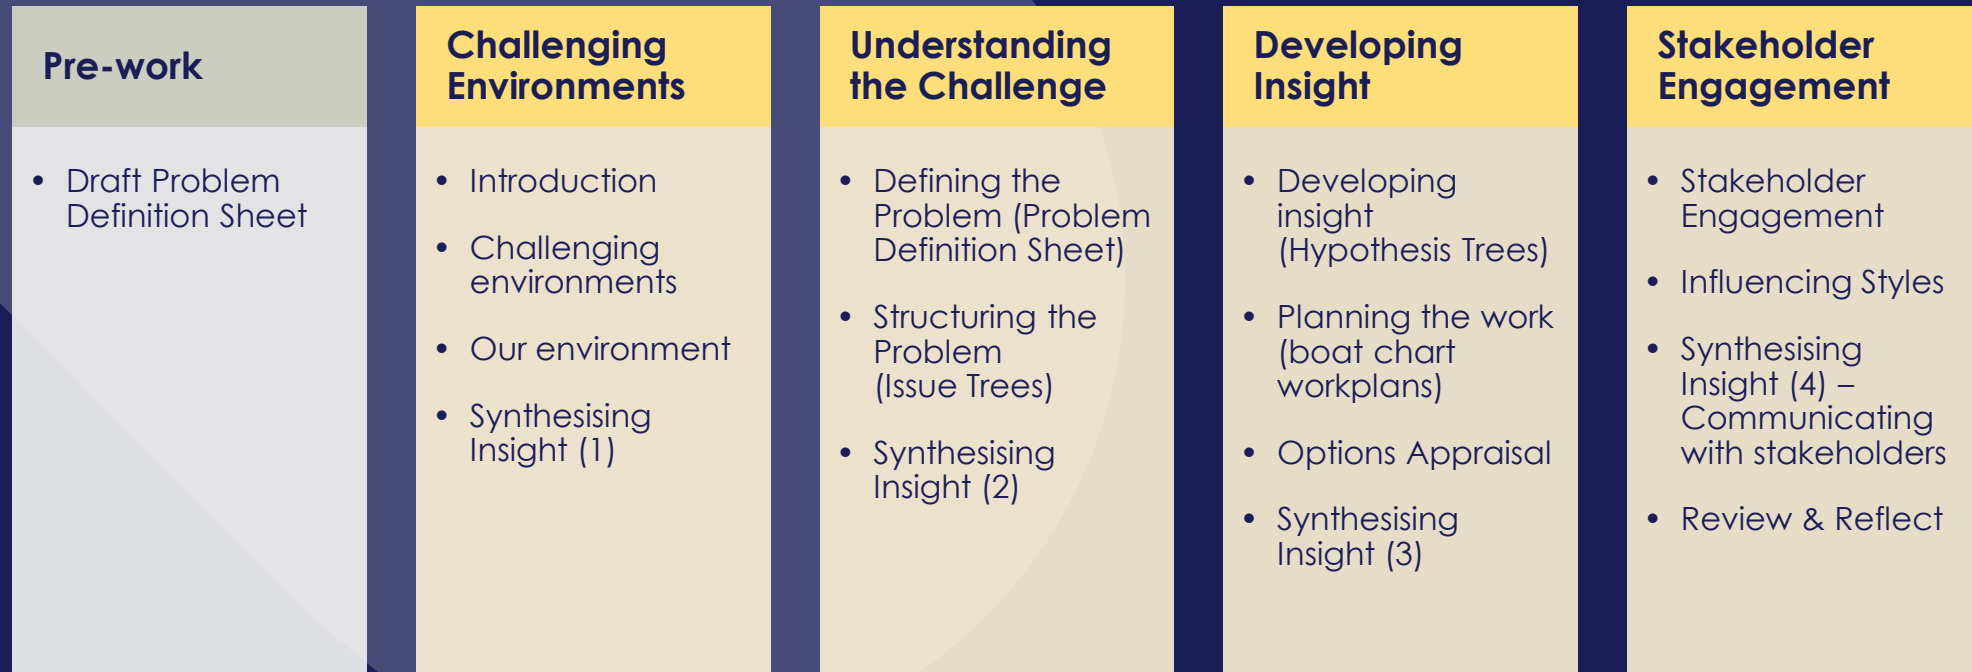 Pre-work
• Draft Problem
Definition Sheet
Challenging
Environments
• Introduction
• Challenging
environments
• Our environment
• Synthesising
Insight (1)
Understanding
the Challenge
• Defining the
Problem (Problem
Definition Sheet)
• Structuring the
Problem
(Issue Trees)
• Synthesising
Insight (2)
Developing
Insight
• Developing
insight
(Hypothesis Trees)
• Planning the work
(boat chart
workplans)
• Options Appraisal
• Synthesising
Insight (3)
Stakeholder
Engagement
• Stakeholder
Engagement
• Influencing Styles
• Synthesising
Insight (4) –
Communicating
with stakeholders
• Review & Reflect